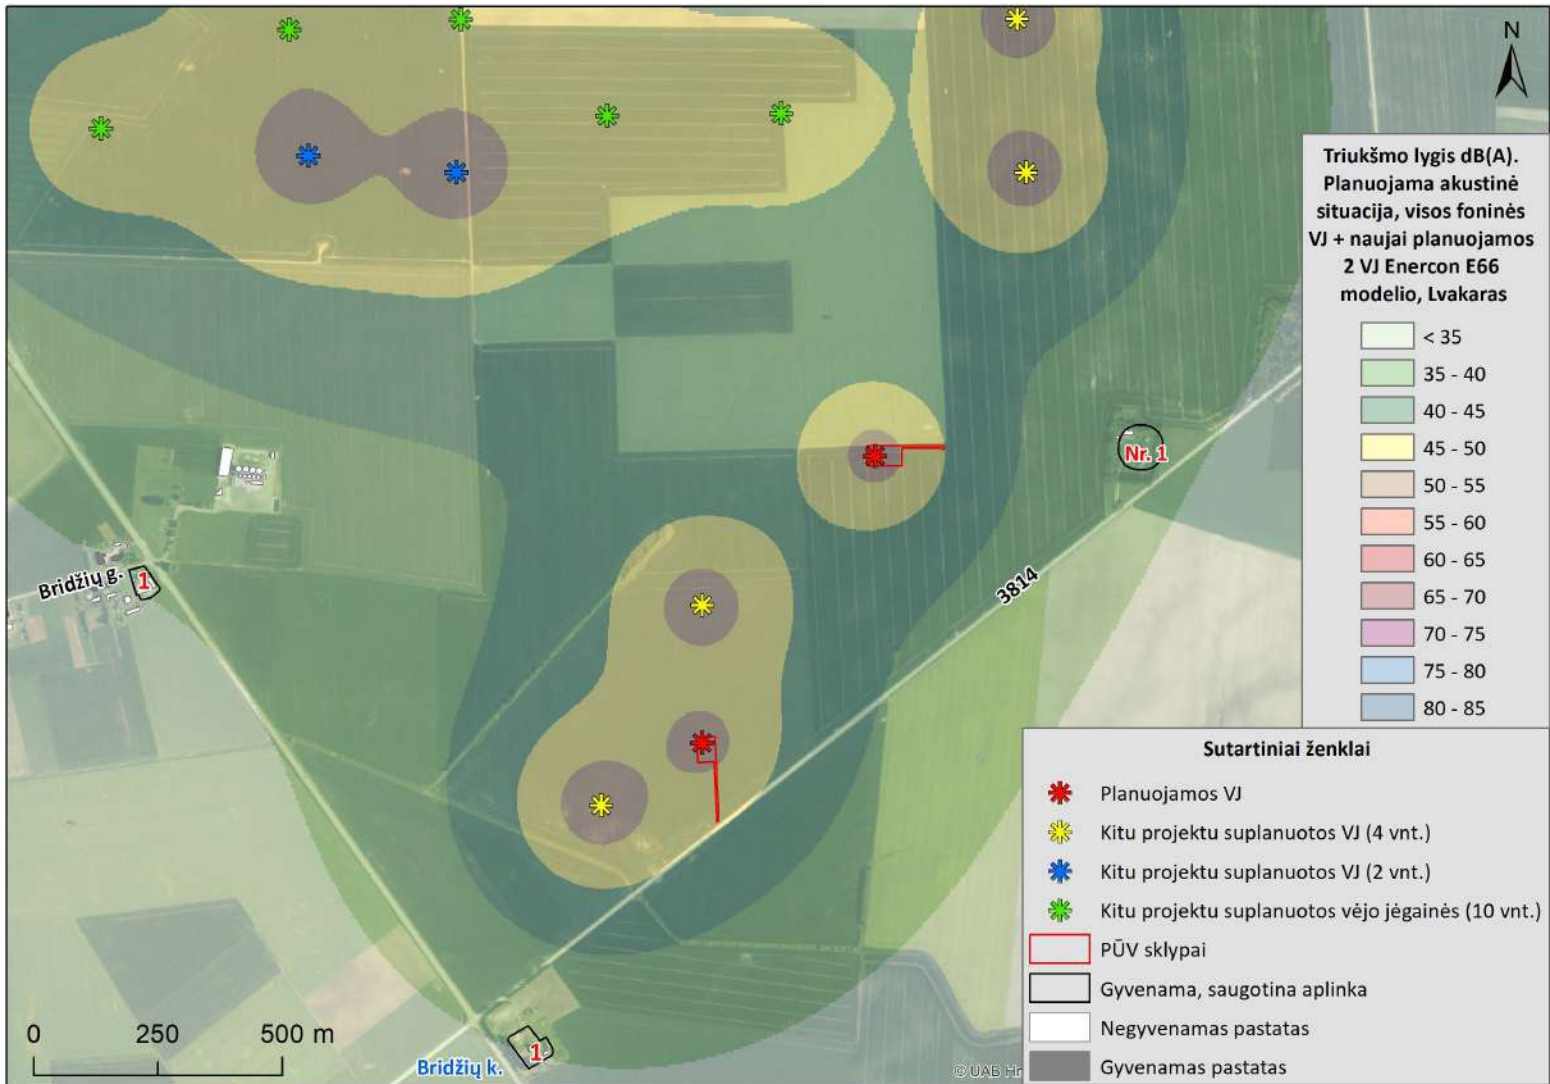 N
Triukšmo lygis dB(A).
Planuojama akustinė
situacija, visos foninės
VJ + naujai planuojamos
2 VJ Enercon E66
modelio, Lvakaras
< 35
35 - 40
40 - 45
45 - 50
50 - 55
55 - 60
60 - 65
65 - 70
70 - 75
75 - 80
80 - 85
Nr. 1
Bridžių g.
1
3814
Sutartiniai ženklai
Planuojamos VJ
Kitu projektu suplanuotos VJ (4 vnt.)
Kitu projektu suplanuotos VJ (2 vnt.)
Kitu projektu suplanuotos vėjo jėgainės (10 vnt.)
PŪV sklypai
Gyvenama, saugotina aplinka
Negyvenamas pastatas
Gyvenamas pastatas
0 250 500 m
1
Bridžių k.
© UAB